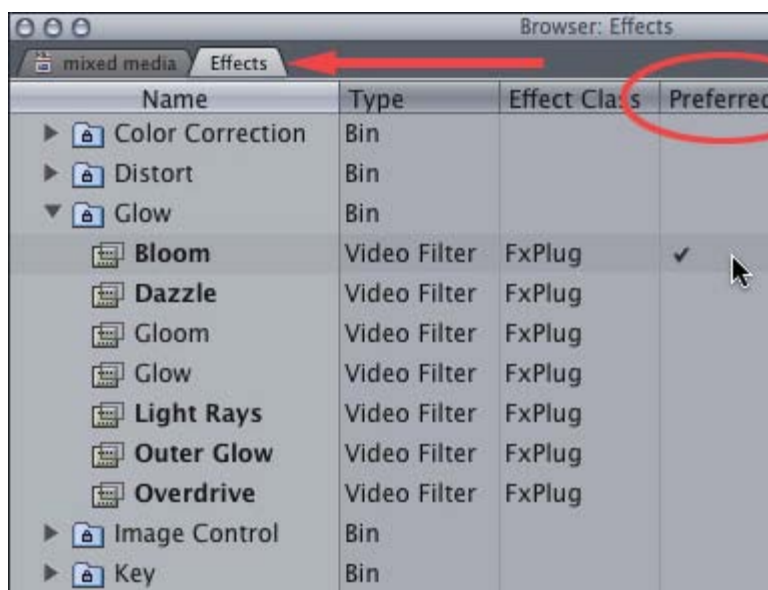 Browser: Effects
mixed media Effects
Name Type Effect Class Preferred
Color Correction Bin
Distort Bin
Glow Bin
Bloom Video Filter FxPlug ✓
Dazzle Video Filter FxPlug
Gloom Video Filter FxPlug
Glow Video Filter FxPlug
Light Rays Video Filter FxPlug
Outer Glow Video Filter FxPlug
Overdrive Video Filter FxPlug
Image Control Bin
Key Bin